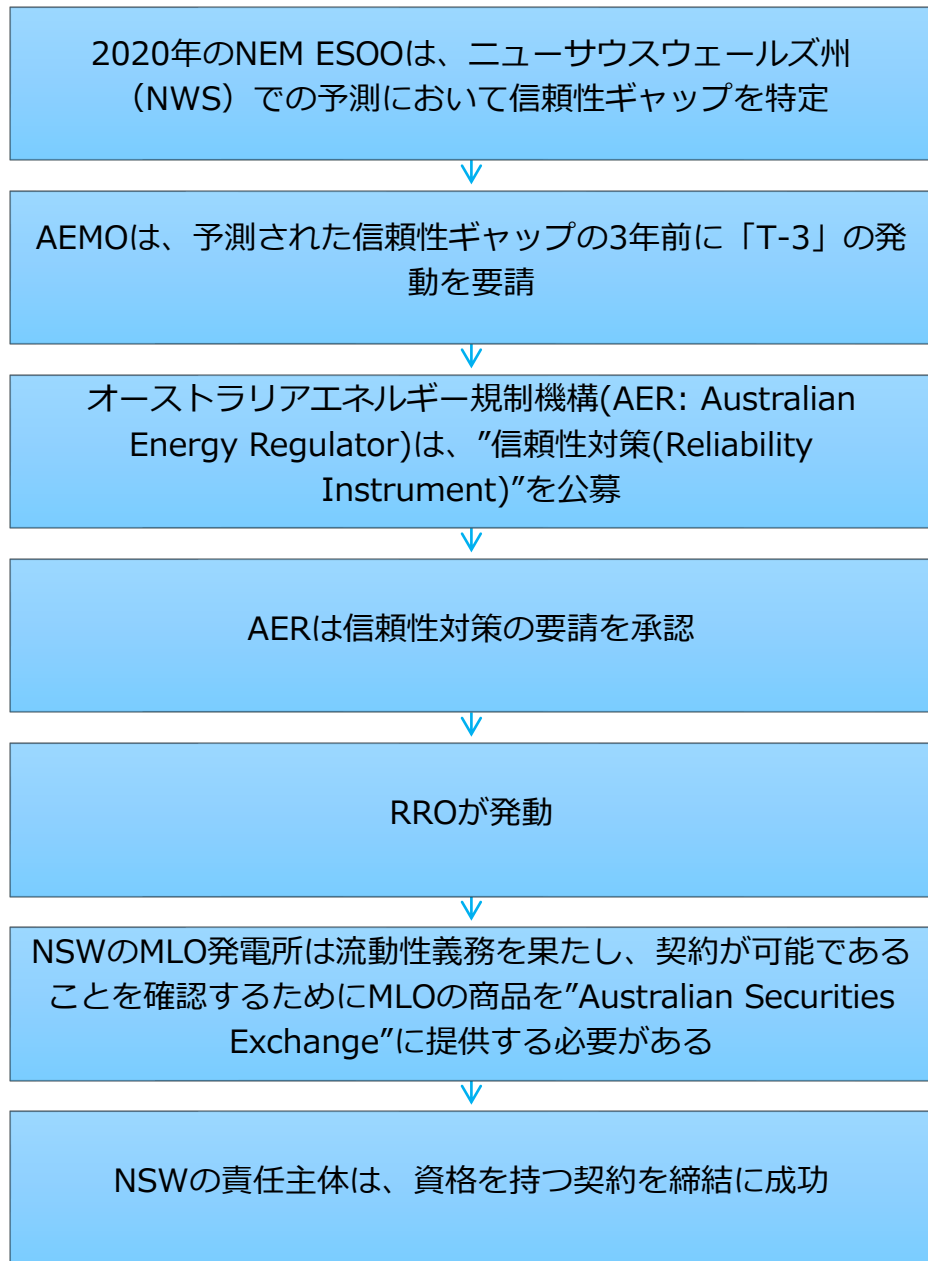 2020年のNEM ESOOは、ニューサウスウェールズ州
（NWS）での予測において信頼性ギャップを特定
AEMOは、予測された信頼性ギャップの3年前に「T-3」の発
動を要請
オーストラリアエネルギー規制機構(AER: Australian
Energy Regulator)は、”信頼性対策(Reliability
Instrument)”を公募
AERは信頼性対策の要請を承認
RROが発動
NSWのMLO発電所は流動性義務を果たし、契約が可能である
ことを確認するためにMLOの商品を”Australian Securities
Exchange”に提供する必要がある
NSWの責任主体は、資格を持つ契約を締結に成功